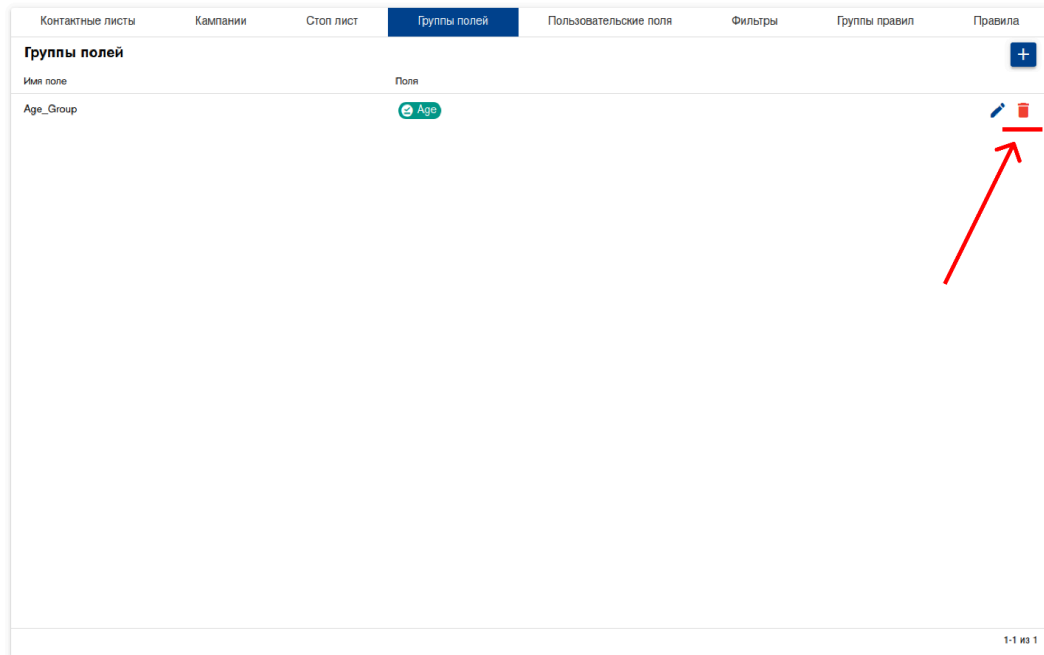 Контактные листы Кампании Стоп лист Группы полей Пользовательские поля Фильтры Группы правил Правила
Группы полей
Имя поле Поля
Age_Group Age
1-1 из 1